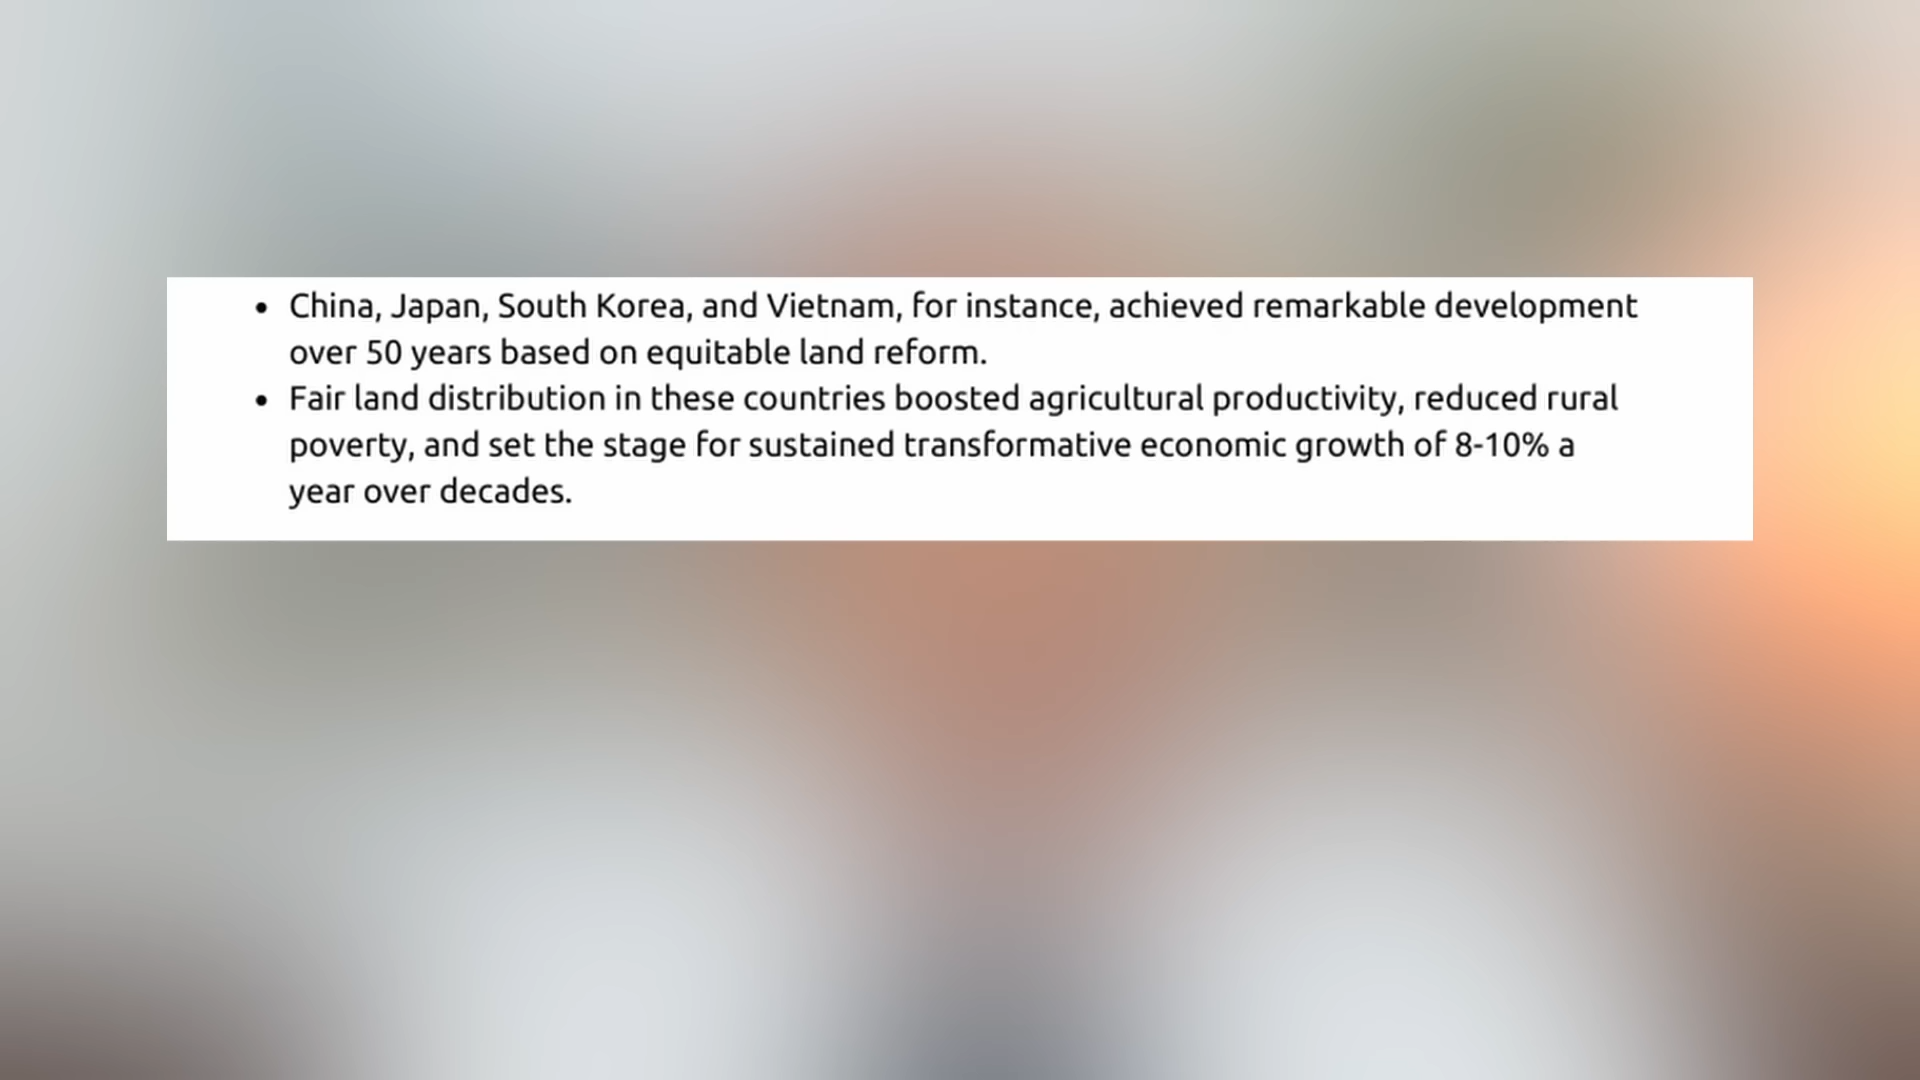 • China, Japan, South Korea, and Vietnam, for instance, achieved remarkable development
over 50 years based on equitable land reform.
• Fair land distribution in these countries boosted agricultural productivity, reduced rural
poverty, and set the stage for sustained transformative economic growth of 8-10% a
year over decades.